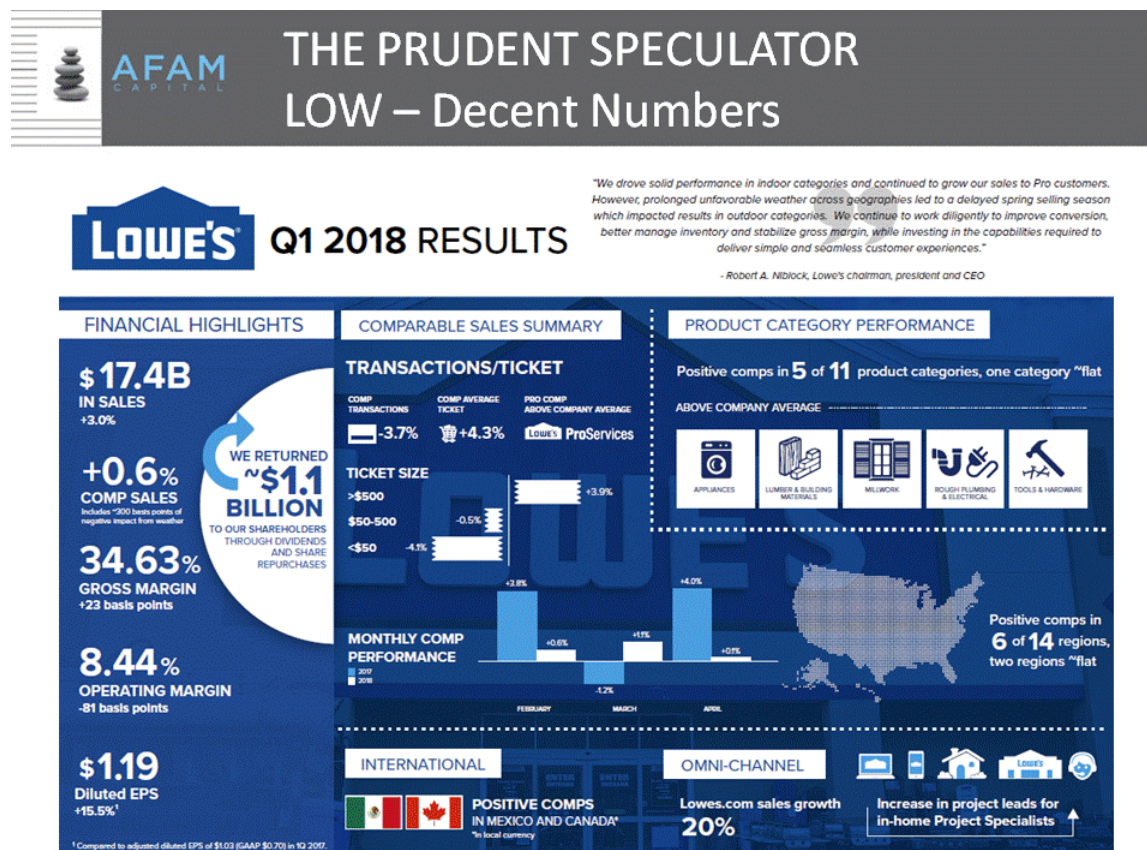 AFAM
CAPITAL
THE PRUDENT SPECULATOR
LOW – Decent Numbers
LOWE'S
Q1 2018 RESULTS
"We drove solid performance in indoor categories and continued to grow our sales to Pro customers.
However, prolonged unfavorable weather across geographies led to a delayed spring selling season
which impacted results in outdoor categories. We continue to work diligently to improve conversion,
better manage inventory and stabilize gross margin, while investing in the capabilities required to
deliver simple and seamless customer experiences."
- Robert A. Niblock, Lowe's chairman, president and CEO
FINANCIAL HIGHLIGHTS
$17.4B
IN SALES
+3.0%
+0.6%
COMP SALES
Includes ~300 basis points of
negative impact from weather
34.63%
GROSS MARGIN
+23 basis points
8.44%
OPERATING MARGIN
-81 basis points
$1.19
Diluted EPS
+15.5%¹
¹ Compared to adjusted diluted EPS of $1.03 (GAAP $0.70) in 1Q 2017.
WE RETURNED
~$1.1
BILLION
TO OUR SHAREHOLDERS
THROUGH DIVIDENDS
AND SHARE
REPURCHASES
COMPARABLE SALES SUMMARY
TRANSACTIONS/TICKET
COMP
TRANSACTIONS
-3.7%
COMP AVERAGE
TICKET
+4.3%
PRO COMP
ABOVE COMPANY AVERAGE
LOWE'S ProServices
TICKET SIZE
>$500
+3.9%
$50-500
-0.5%
<$50
-4.1%
MONTHLY COMP
PERFORMANCE
2017
2018
+3.8%
+0.6%
-1.2%
+1.1%
+4.0%
+0.1%
FEBRUARY
MARCH
APRIL
PRODUCT CATEGORY PERFORMANCE
Positive comps in 5 of 11 product categories, one category ~flat
ABOVE COMPANY AVERAGE
APPLIANCES
LUMBER & BUILDING
MATERIALS
MILLWORK
ROUGH PLUMBING
& ELECTRICAL
TOOLS & HARDWARE
Positive comps in
6 of 14 regions,
two regions ~flat
INTERNATIONAL
POSITIVE COMPS
IN MEXICO AND CANADA*
*In local currency
OMNI-CHANNEL
Lowes.com sales growth
20%
LOWE'S
Increase in project leads for
in-home Project Specialists
LOWE'S
ENTER
ENTER